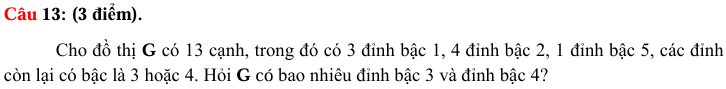 Câu 13: (3 điểm).
Cho đồ thị G có 13 cạnh, trong đó có 3 đỉnh bậc 1, 4 đỉnh bậc 2, 1 đỉnh bậc 5, các đỉnh
còn lại có bậc là 3 hoặc 4. Hỏi G có bao nhiêu đỉnh bậc 3 và đỉnh bậc 4?